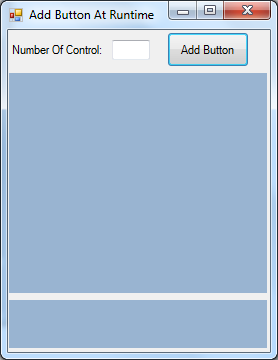 Add Button At Runtime
Number Of Control:
Add Button